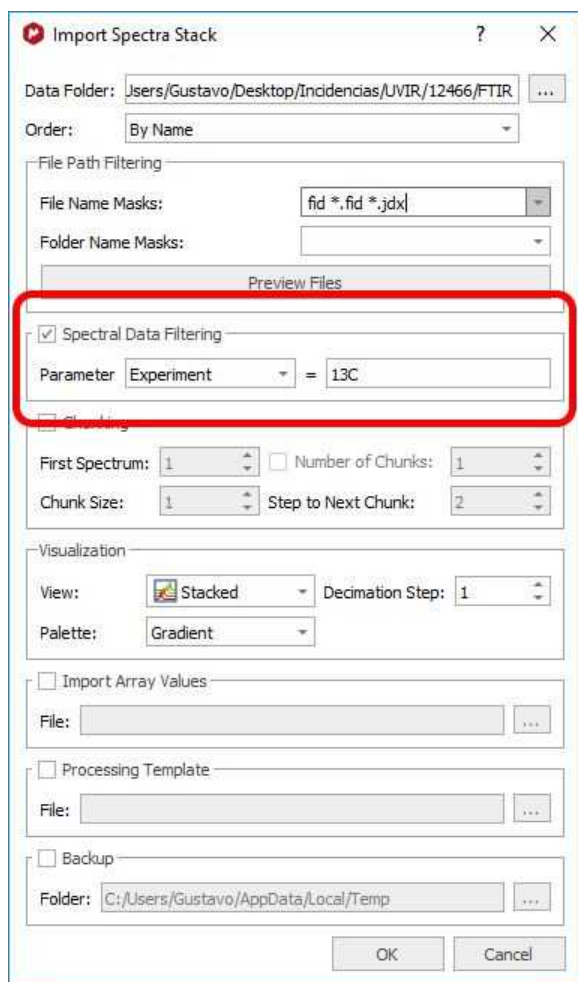 Import Spectra Stack ? X
Data Folder: Jsers/Gustavo/Desktop/Incidencias/UVIR/12466/FTIR ...
Order: By Name
File Path Filtering
File Name Masks: fid *.fid *.jdx
Folder Name Masks:
Preview Files
Spectral Data Filtering
Parameter Experiment = 13C
Chunking
First Spectrum: 1 Number of Chunks: 1
Chunk Size: 1 Step to Next Chunk: 2
Visualization
View: Stacked Decimation Step: 1
Palette: Gradient
Import Array Values
File: ...
Processing Template
File: ...
Backup
Folder: C:/Users/Gustavo/AppData/Local/Temp ...
OK Cancel